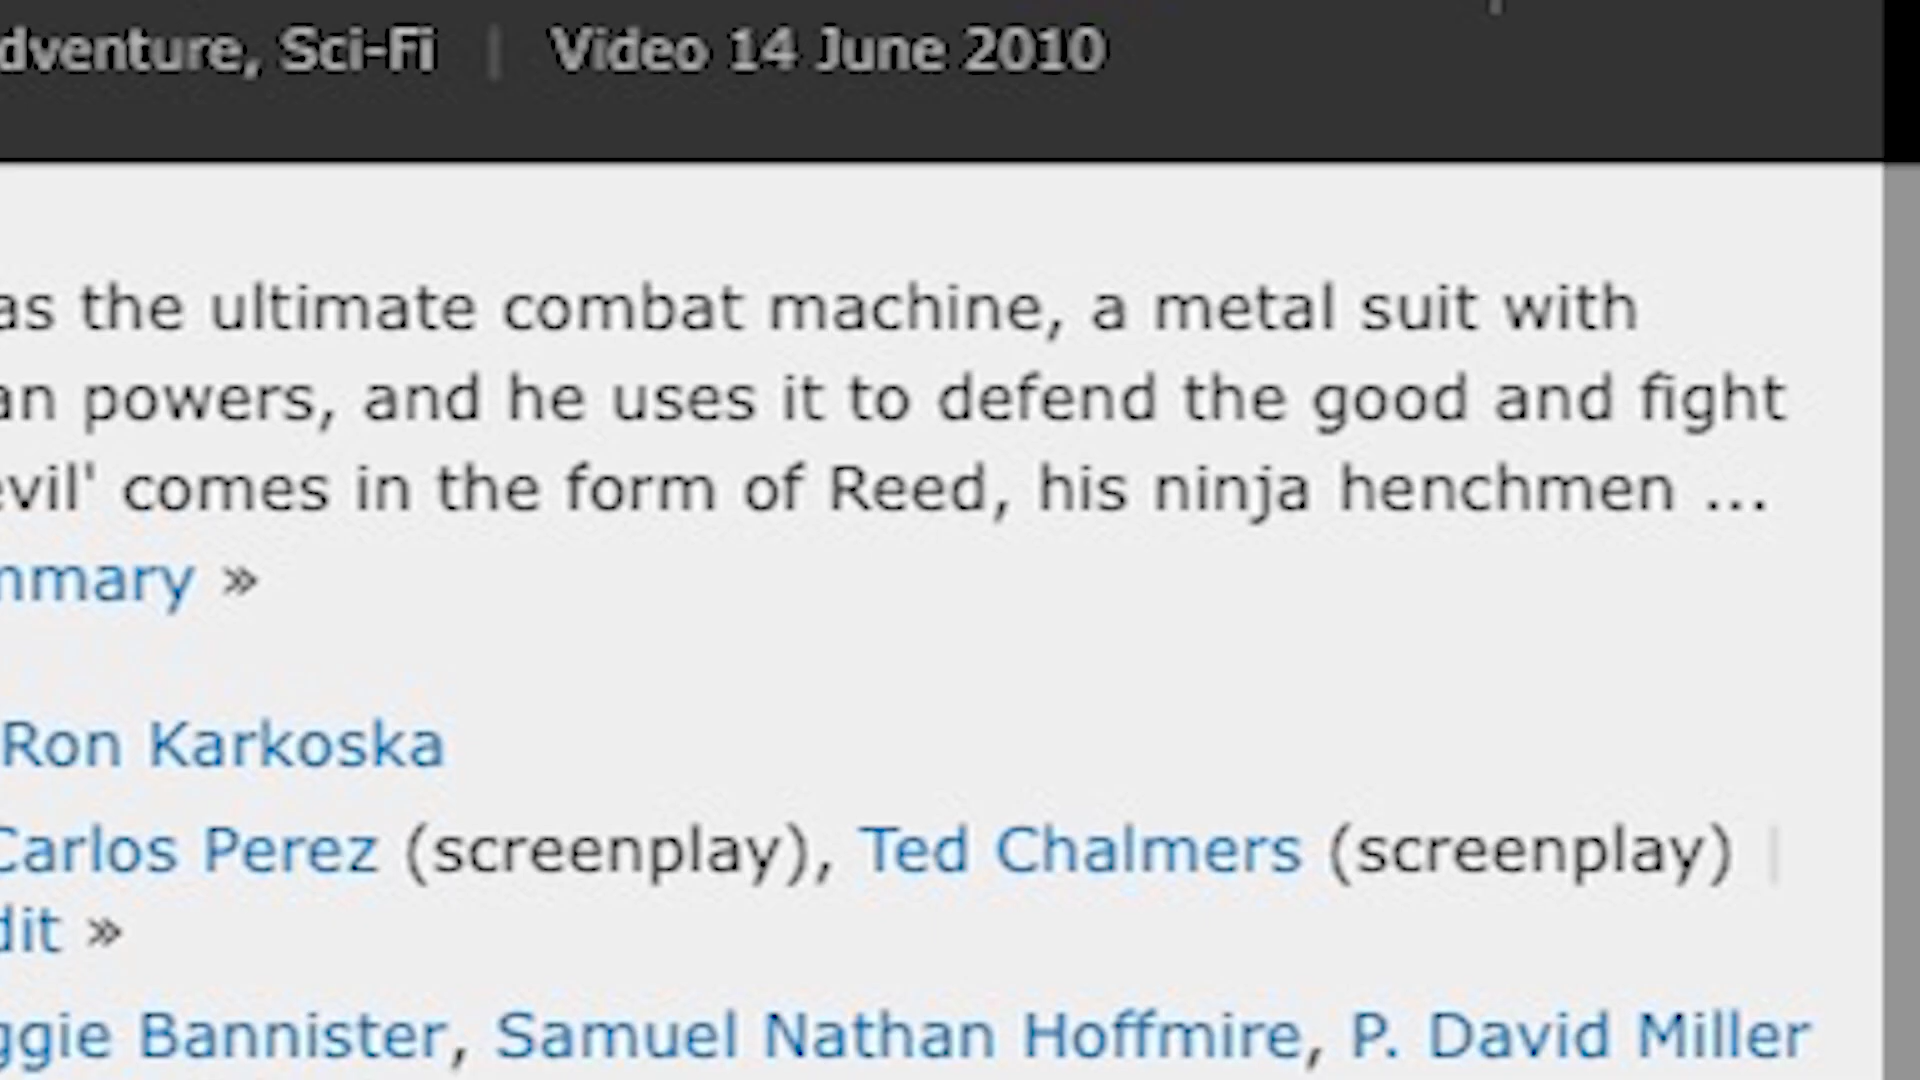 dventure, Sci-Fi | Video 14 June 2010
as the ultimate combat machine, a metal suit with
an powers, and he uses it to defend the good and fight
evil' comes in the form of Reed, his ninja henchmen ...
mmary »
Ron Karkoska
Carlos Perez (screenplay), Ted Chalmers (screenplay) |
dit »
ggie Bannister, Samuel Nathan Hoffmire, P. David Miller